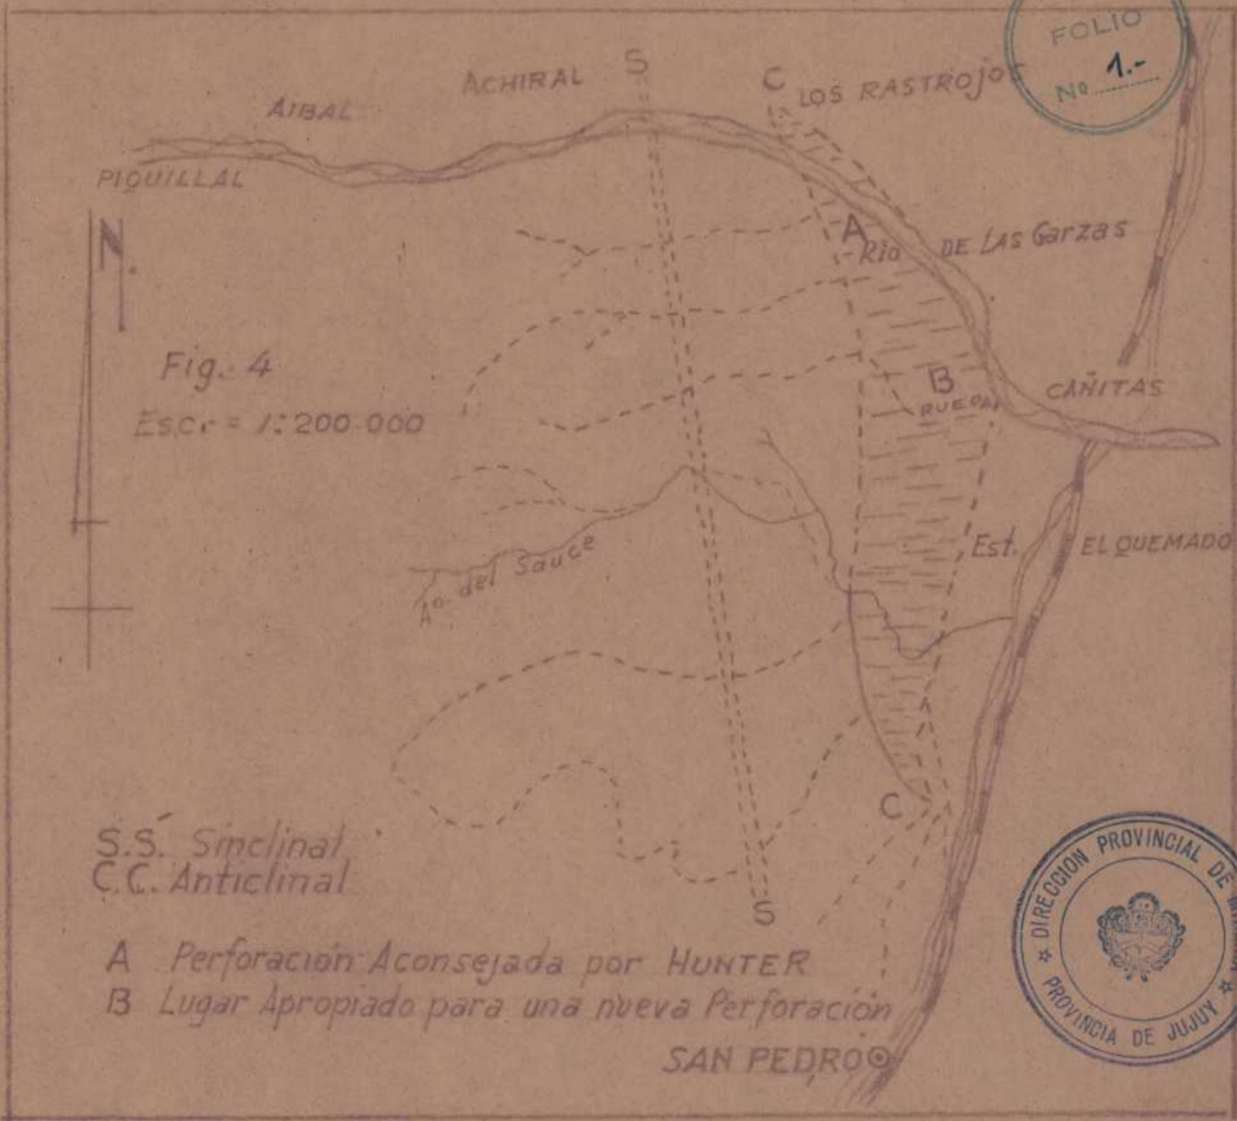 FOLIO
Nº 1.-
S
C
ACHIRAL
LOS RASTROJOS
AIBAL
PIQUILLAL
N.
A
Rio DE LAS Garzas
Fig. 4
Escr = 1:200.000
B
RUEDA
CAÑITAS
Est. EL QUEMADO
Aº. del Sauce
C
S.S. Sinclinal
C.C. Anticlinal
S
A Perforación Aconsejada por HUNTER
B Lugar Apropiado para una nueva Perforación
SAN PEDRO
DIRECCION PROVINCIAL DE
PROVINCIA DE JUJUY